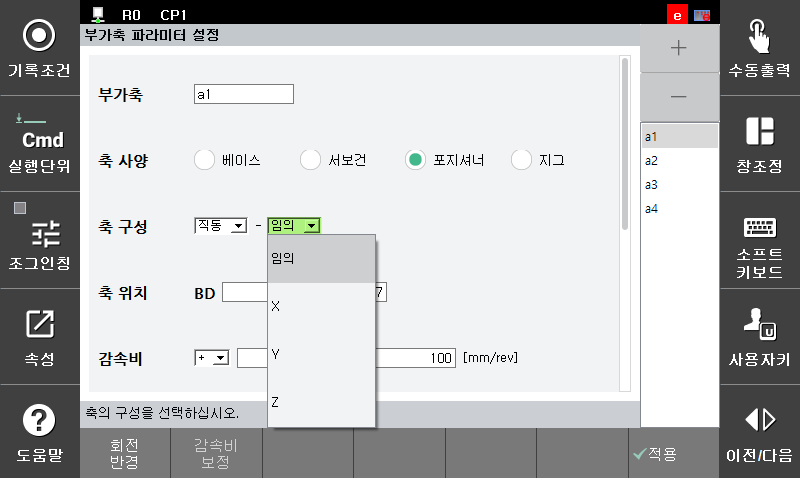 R0 CP1 e
부가축 파라미터 설정
기록조건
Cmd
실행단위
조그인칭
속성
도움말
부가축 a1
축 사양 베이스 서보건 포지셔너 지그
축 구성 직동 - 임의
임의
X
Y
Z
축 위치 BD 7
감속비 + 100 [mm/rev]
축의 구성을 선택하십시오.
a1
a2
a3
a4
회전
반경
감속비
보정
적용
수동출력
창조정
소프트
키보드
U
사용자키
이전/다음